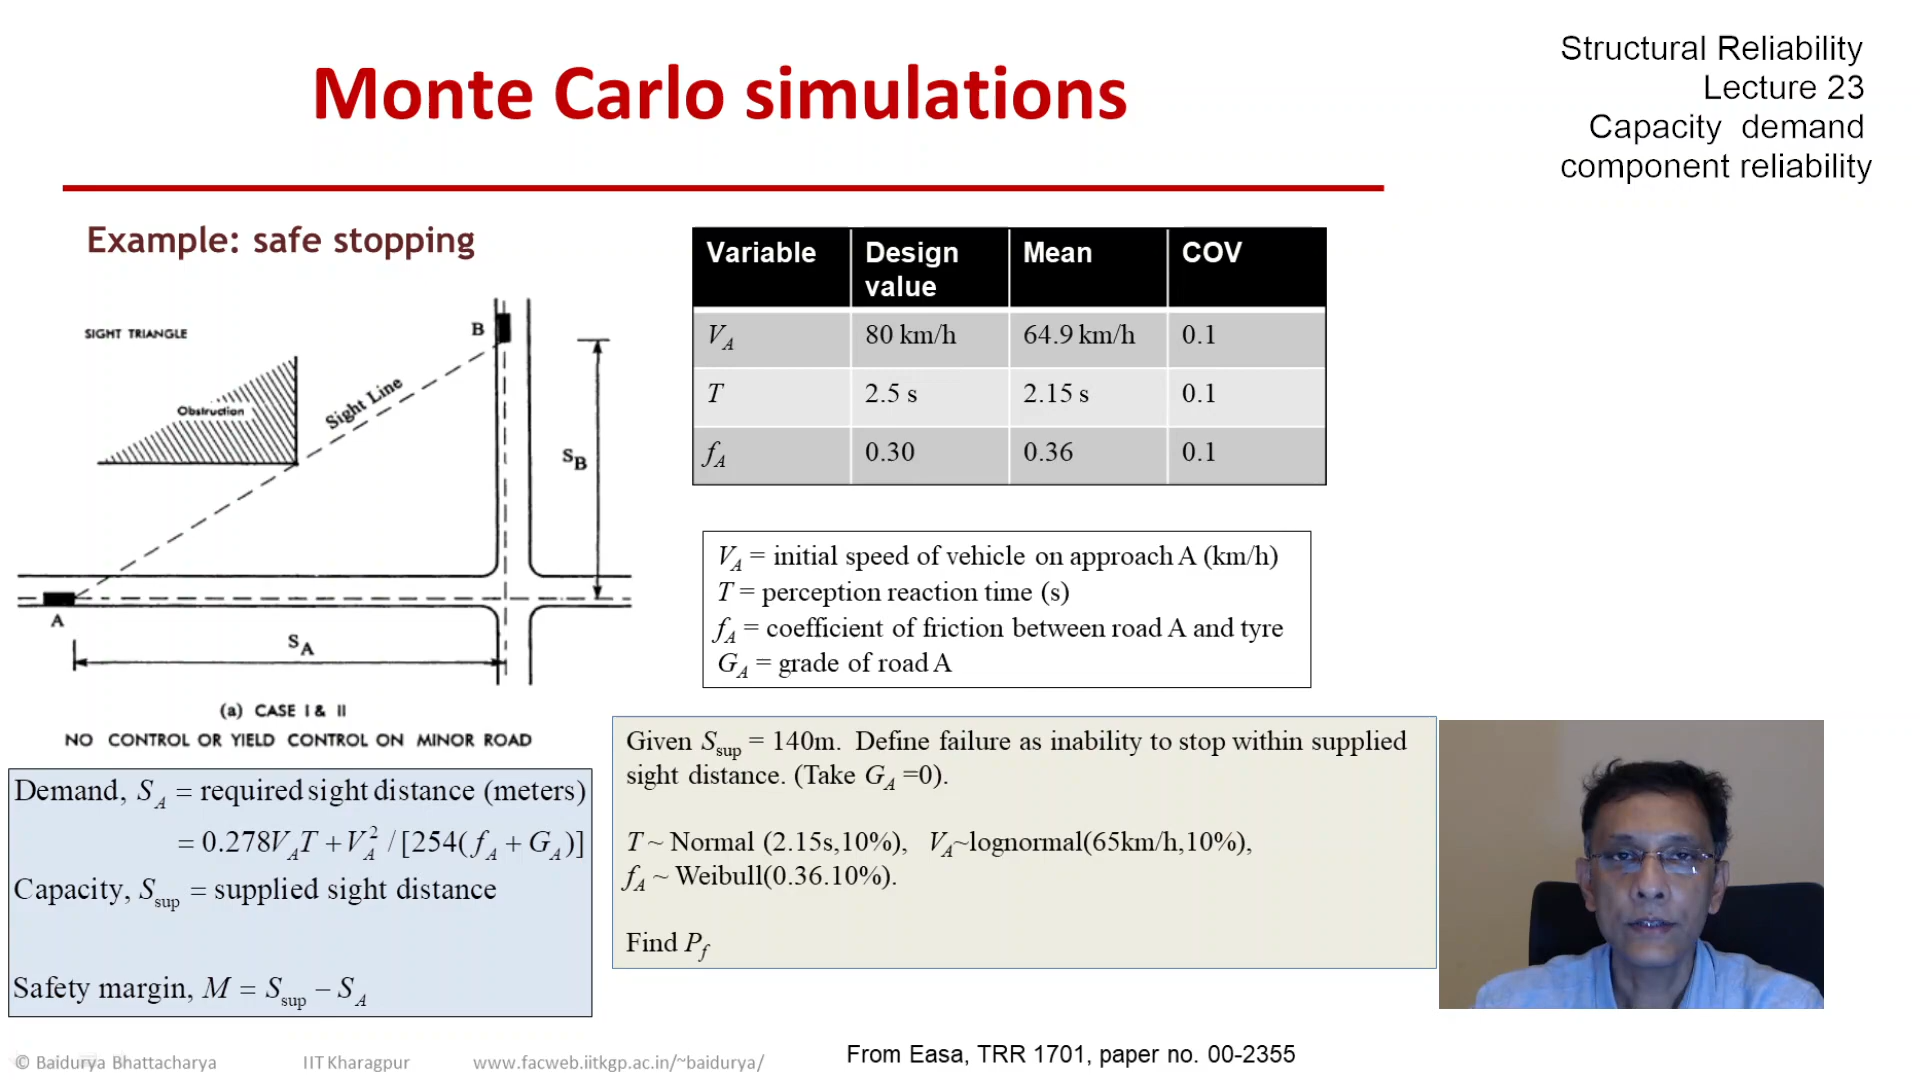 Monte Carlo simulations
Structural Reliability
Lecture 23
Capacity demand
component reliability
Example: safe stopping
SIGHT TRIANGLE
Obstruction
Sight Line
B
S_B
A
S_A
(a) CASE I & II
NO CONTROL OR YIELD CONTROL ON MINOR ROAD
Variable Design value Mean COV
V_A 80 km/h 64.9 km/h 0.1
T 2.5 s 2.15 s 0.1
f_A 0.30 0.36 0.1
V_A = initial speed of vehicle on approach A (km/h)
T = perception reaction time (s)
f_A = coefficient of friction between road A and tyre
G_A = grade of road A
Demand, S_A = required sight distance (meters)
= 0.278V_A T + V_A^2 / [254(f_A + G_A)]
Capacity, S_sup = supplied sight distance
Safety margin, M = S_sup − S_A
Given S_sup = 140m. Define failure as inability to stop within supplied
sight distance. (Take G_A =0).
T ~ Normal (2.15s,10%), V_A~lognormal(65km/h,10%),
f_A ~ Weibull(0.36.10%).
Find P_f
© Baidurya Bhattacharya IIT Kharagpur www.facweb.iitkgp.ac.in/~baidurya/
From Easa, TRR 1701, paper no. 00-2355